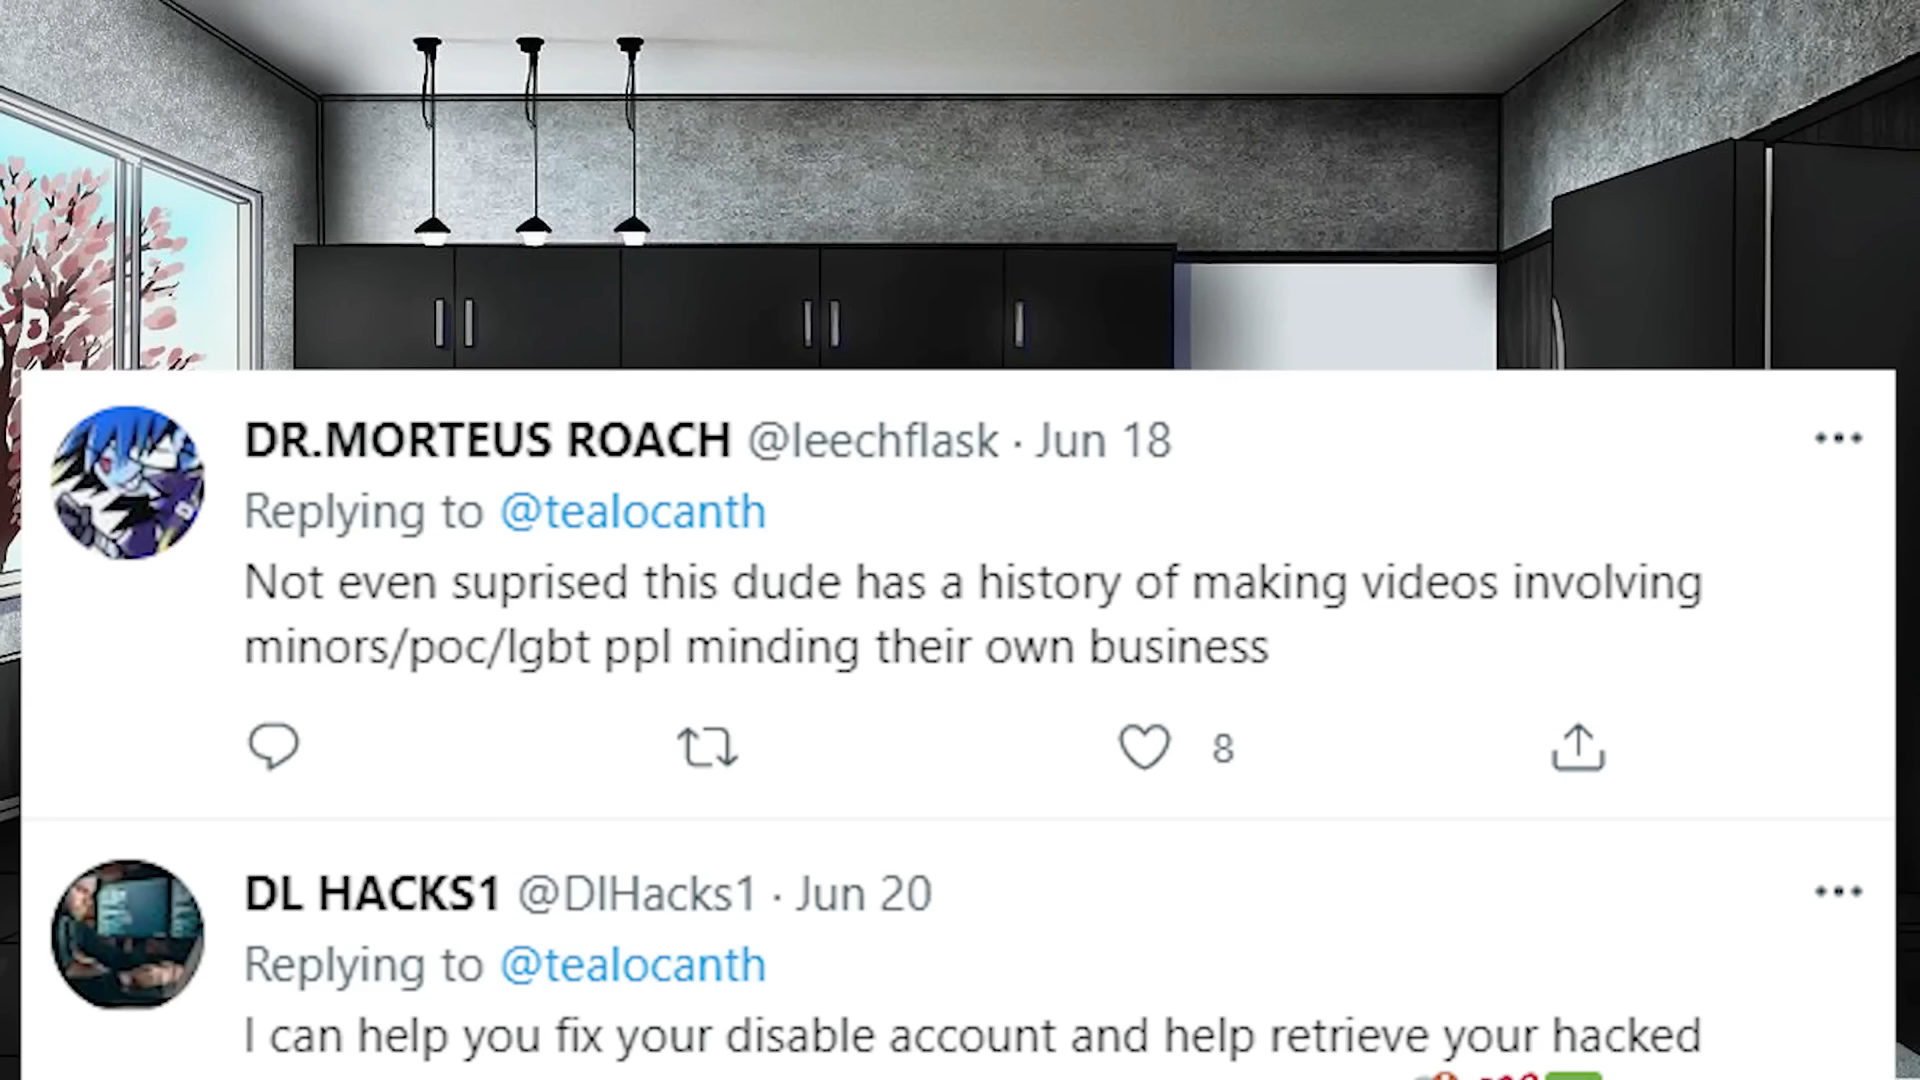 DR.MORTEUS ROACH @leechflask · Jun 18
Replying to @tealocanth
Not even suprised this dude has a history of making videos involving
minors/poc/lgbt ppl minding their own business
8
DL HACKS1 @DlHacks1 · Jun 20
Replying to @tealocanth
I can help you fix your disable account and help retrieve your hacked